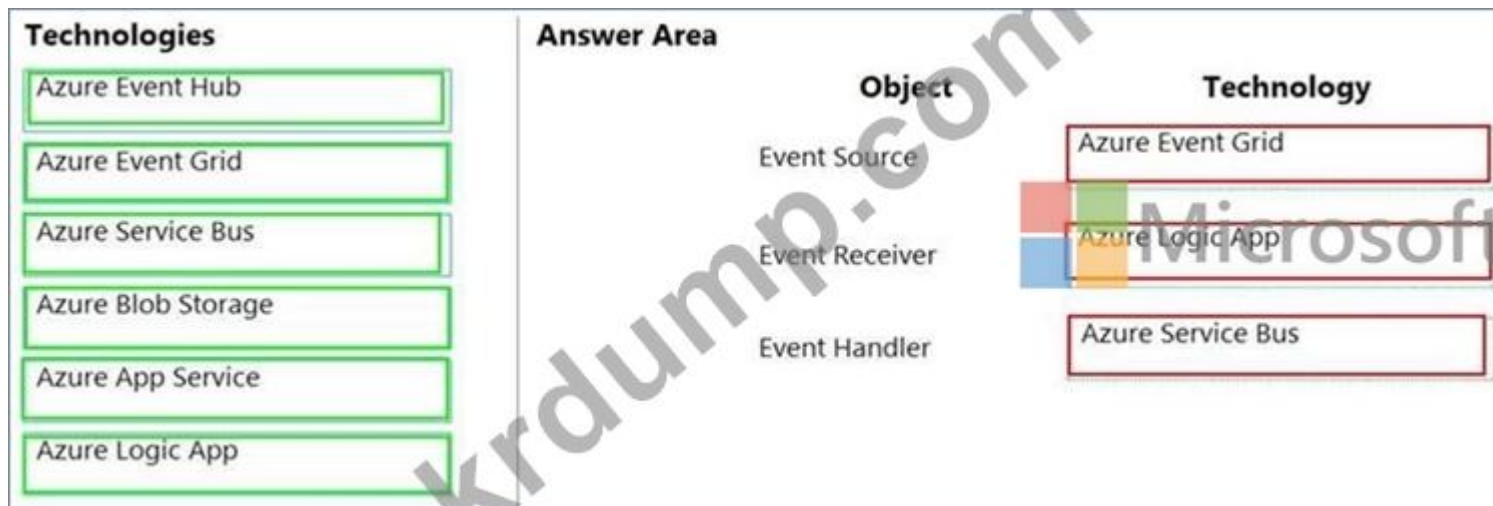 Technologies
Azure Event Hub
Azure Event Grid
Azure Service Bus
Azure Blob Storage
Azure App Service
Azure Logic App
Answer Area
Object Technology
Event Source Azure Event Grid
Event Receiver Azure Logic App
Event Handler Azure Service Bus
Microsoft
krdump.com